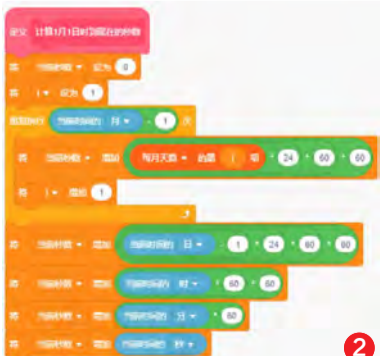 定义 计算1月1日时到现在的秒数
将 当前秒数 设为 0
将 i 设为 1
重复执行 当前时间的 月 - 1 次
将 当前秒数 增加 每月天数 的第 i 项 * 24 * 60 * 60
将 i 增加 1
将 当前秒数 增加 当前时间的 日 - 1 * 24 * 60 * 60
将 当前秒数 增加 当前时间的 时 * 60 * 60
将 当前秒数 增加 当前时间的 分 * 60
将 当前秒数 增加 当前时间的 秒
2